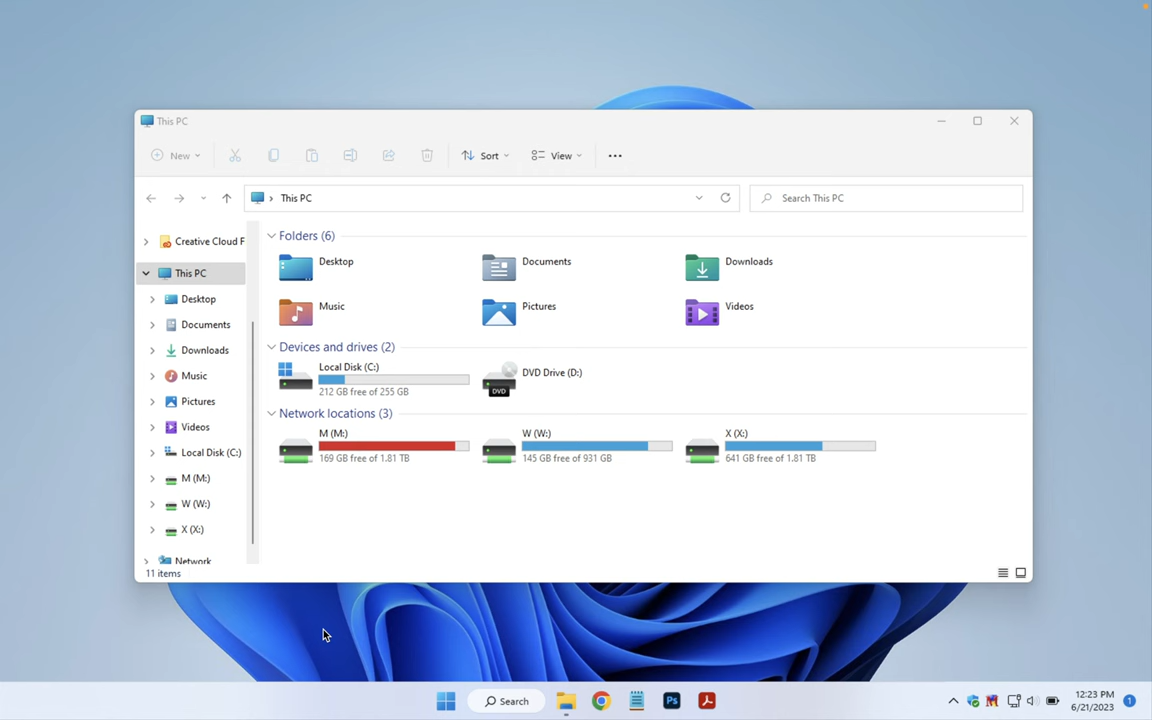 This PC
New
Sort
View
This PC
Search This PC
Creative Cloud F
This PC
Desktop
Documents
Downloads
Music
Pictures
Videos
Local Disk (C:)
M (M:)
W (W:)
X (X:)
Network
Folders (6)
Desktop
Documents
Downloads
Music
Pictures
Videos
Devices and drives (2)
Local Disk (C:)
212 GB free of 255 GB
DVD
DVD Drive (D:)
Network locations (3)
M (M:)
169 GB free of 1.81 TB
W (W:)
145 GB free of 931 GB
X (X:)
641 GB free of 1.81 TB
11 items
Search
Ps
12:23 PM
6/21/2023
1